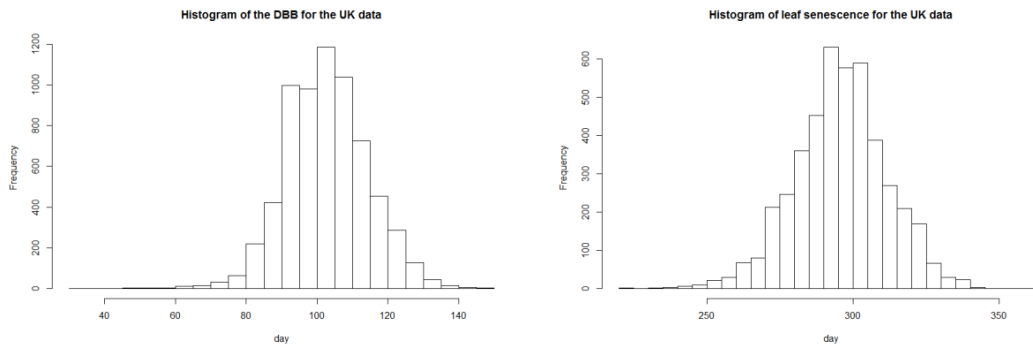 Histogram of the DBB for the UK data
Frequency
0
200
400
600
800
1000
1200
40 60 80 100 120 140
day
Histogram of leaf senescence for the UK data
Frequency
0
100
200
300
400
500
600
250 300 350
day